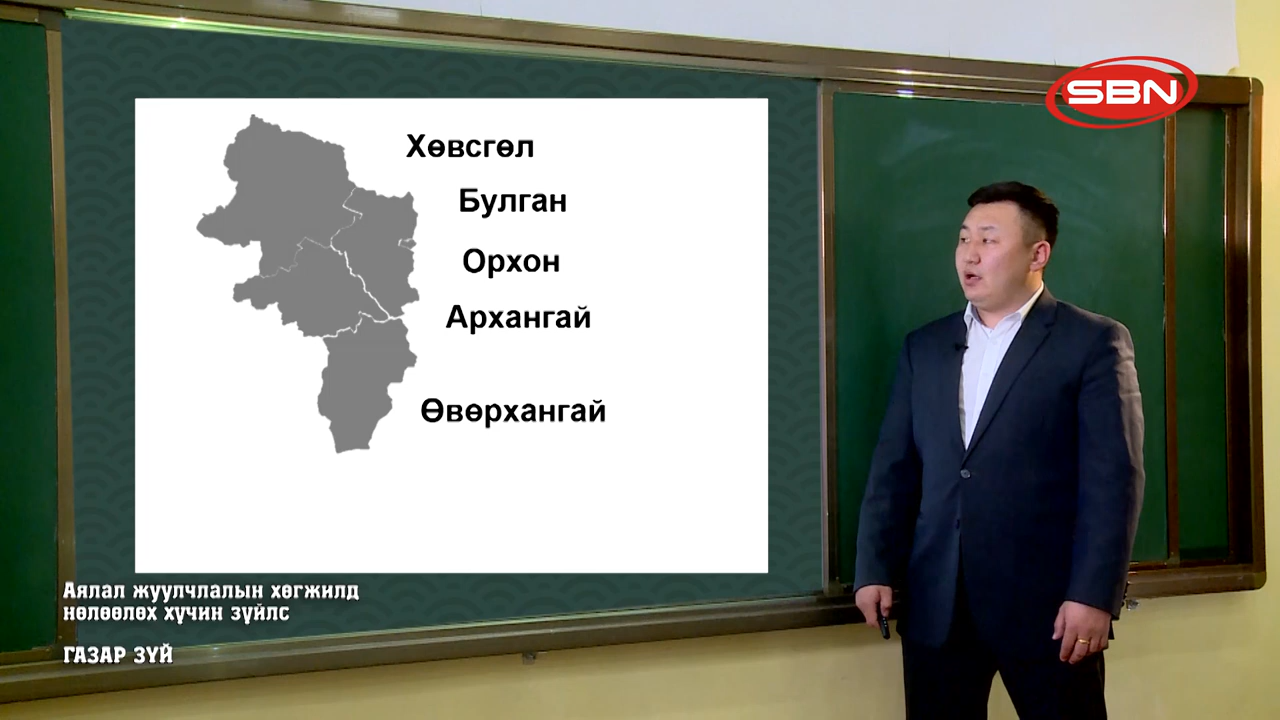 SBN
Хөвсгөл
Булган
Орхон
Архангай
Өвөрхангай
Аялал жуулчлалын хөгжилд
нөлөөлөх хүчин зүйлс
ГАЗАР ЗҮЙ